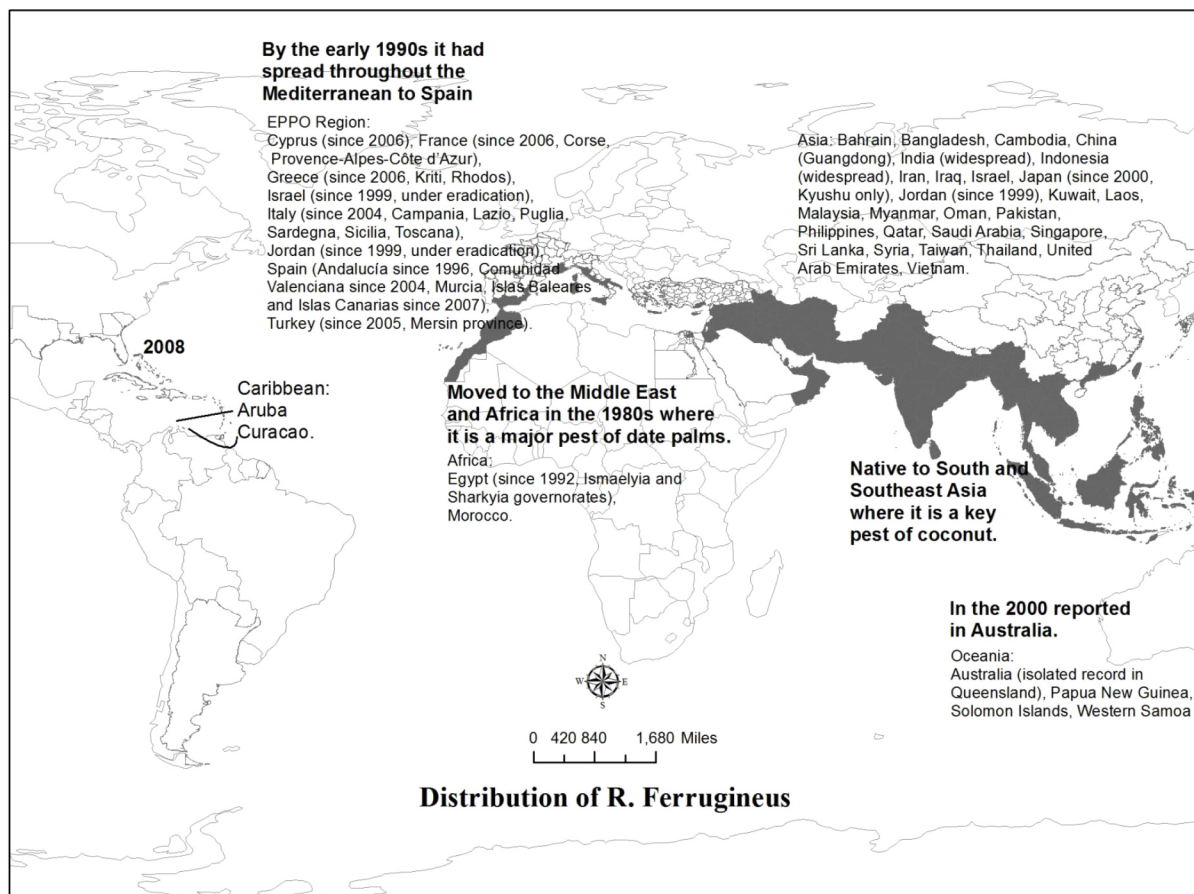 By the early 1990s it had
spread throughout the
Mediterranean to Spain
EPPO Region:
Cyprus (since 2006), France (since 2006, Corse,
Provence-Alpes-Côte d'Azur),
Greece (since 2006, Kriti, Rhodos),
Israel (since 1999, under eradication),
Italy (since 2004, Campania, Lazio, Puglia,
Sardegna, Sicilia, Toscana),
Jordan (since 1999, under eradication),
Spain (Andalucía since 1996, Comunidad
Valenciana since 2004, Murcia, Islas Baleares
and Islas Canarias since 2007),
Turkey (since 2005, Mersin province).
Asia: Bahrain, Bangladesh, Cambodia, China
(Guangdong), India (widespread), Indonesia
(widespread), Iran, Iraq, Israel, Japan (since 2000,
Kyushu only), Jordan (since 1999), Kuwait, Laos,
Malaysia, Myanmar, Oman, Pakistan,
Philippines, Qatar, Saudi Arabia, Singapore,
Sri Lanka, Syria, Taiwan, Thailand, United
Arab Emirates, Vietnam.
2008
Caribbean:
Aruba
Curacao.
Moved to the Middle East
and Africa in the 1980s where
it is a major pest of date palms.
Africa:
Egypt (since 1992, Ismaelyia and
Sharkyia governorates),
Morocco.
Native to South and
Southeast Asia
where it is a key
pest of coconut.
In the 2000 reported
in Australia.
Oceania:
Australia (isolated record in
Queensland), Papua New Guinea,
Solomon Islands, Western Samoa
N
W E
S
0 420 840 1,680 Miles
Distribution of R. Ferrugineus